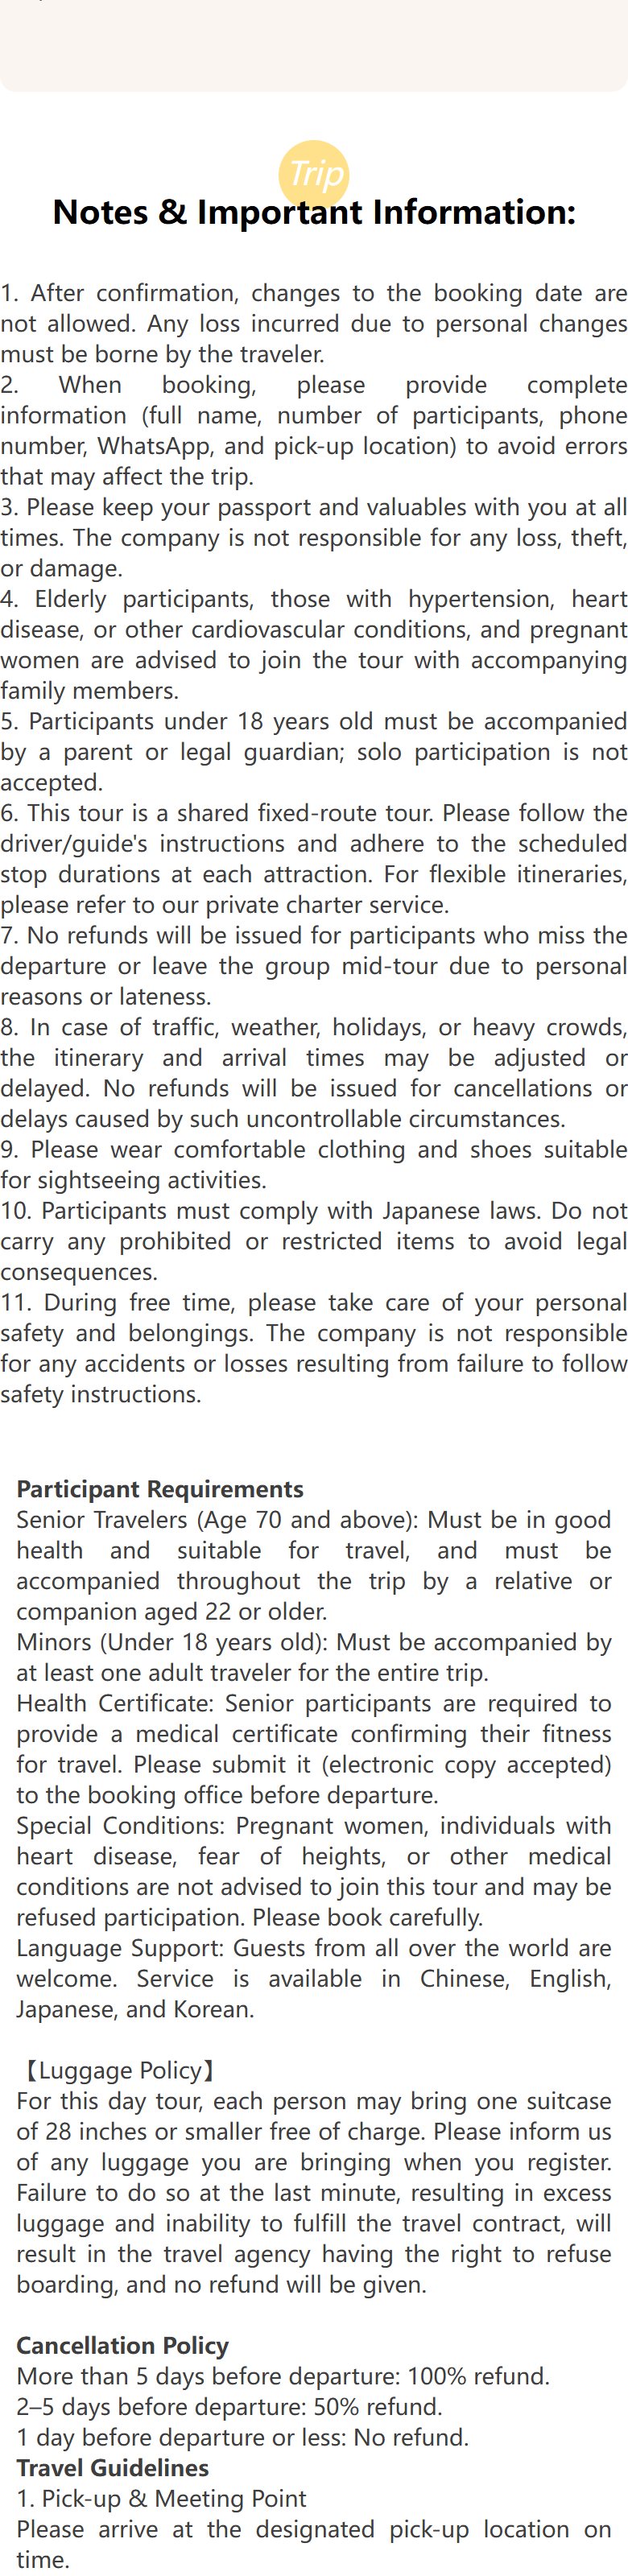 Trip
Notes & Important Information:
1. After confirmation, changes to the booking date are
not allowed. Any loss incurred due to personal changes
must be borne by the traveler.
2. When booking, please provide complete
information (full name, number of participants, phone
number, WhatsApp, and pick-up location) to avoid errors
that may affect the trip.
3. Please keep your passport and valuables with you at all
times. The company is not responsible for any loss, theft,
or damage.
4. Elderly participants, those with hypertension, heart
disease, or other cardiovascular conditions, and pregnant
women are advised to join the tour with accompanying
family members.
5. Participants under 18 years old must be accompanied
by a parent or legal guardian; solo participation is not
accepted.
6. This tour is a shared fixed-route tour. Please follow the
driver/guide's instructions and adhere to the scheduled
stop durations at each attraction. For flexible itineraries,
please refer to our private charter service.
7. No refunds will be issued for participants who miss the
departure or leave the group mid-tour due to personal
reasons or lateness.
8. In case of traffic, weather, holidays, or heavy crowds,
the itinerary and arrival times may be adjusted or
delayed. No refunds will be issued for cancellations or
delays caused by such uncontrollable circumstances.
9. Please wear comfortable clothing and shoes suitable
for sightseeing activities.
10. Participants must comply with Japanese laws. Do not
carry any prohibited or restricted items to avoid legal
consequences.
11. During free time, please take care of your personal
safety and belongings. The company is not responsible
for any accidents or losses resulting from failure to follow
safety instructions.
Participant Requirements
Senior Travelers (Age 70 and above): Must be in good
health and suitable for travel, and must be
accompanied throughout the trip by a relative or
companion aged 22 or older.
Minors (Under 18 years old): Must be accompanied by
at least one adult traveler for the entire trip.
Health Certificate: Senior participants are required to
provide a medical certificate confirming their fitness
for travel. Please submit it (electronic copy accepted)
to the booking office before departure.
Special Conditions: Pregnant women, individuals with
heart disease, fear of heights, or other medical
conditions are not advised to join this tour and may be
refused participation. Please book carefully.
Language Support: Guests from all over the world are
welcome. Service is available in Chinese, English,
Japanese, and Korean.
【Luggage Policy】
For this day tour, each person may bring one suitcase
of 28 inches or smaller free of charge. Please inform us
of any luggage you are bringing when you register.
Failure to do so at the last minute, resulting in excess
luggage and inability to fulfill the travel contract, will
result in the travel agency having the right to refuse
boarding, and no refund will be given.
Cancellation Policy
More than 5 days before departure: 100% refund.
2–5 days before departure: 50% refund.
1 day before departure or less: No refund.
Travel Guidelines
1. Pick-up & Meeting Point
Please arrive at the designated pick-up location on
time.